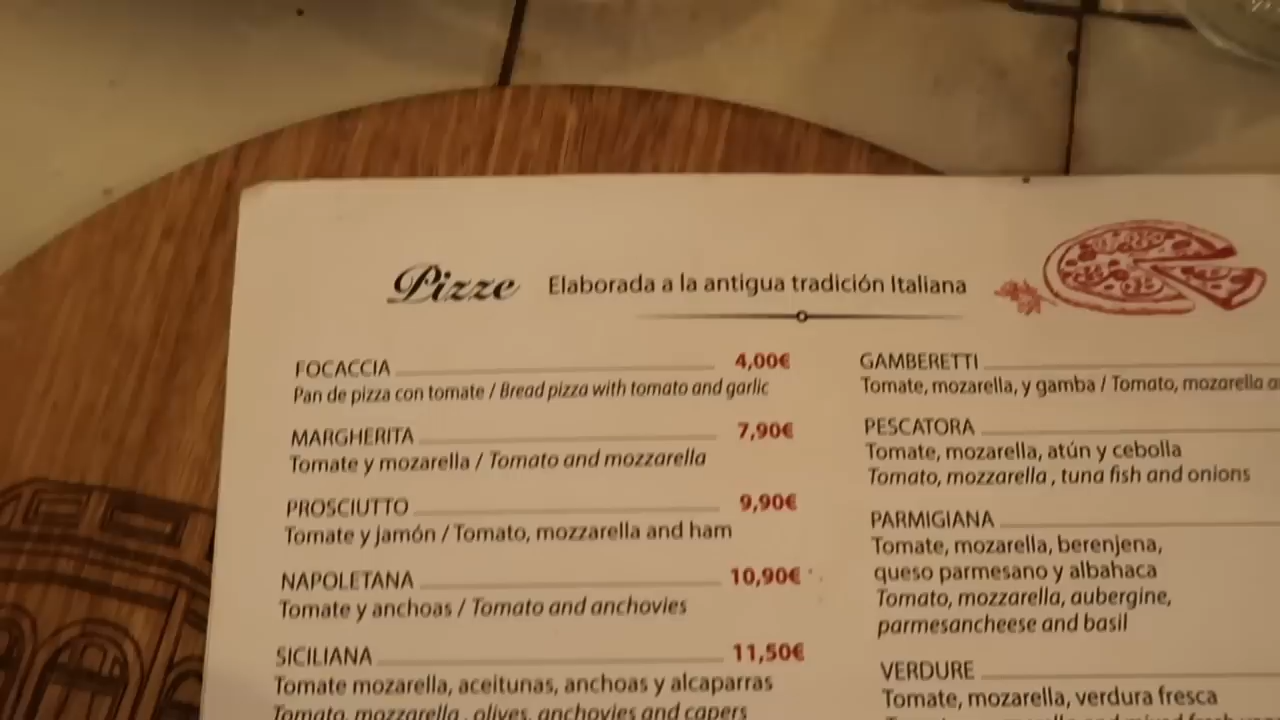 Pizze Elaborada a la antigua tradición Italiana
FOCACCIA 4,00€
Pan de pizza con tomate / Bread pizza with tomato and garlic
MARGHERITA 7,90€
Tomate y mozarella / Tomato and mozzarella
PROSCIUTTO 9,90€
Tomate y jamón / Tomato, mozzarella and ham
NAPOLETANA 10,90€
Tomate y anchoas / Tomato and anchovies
SICILIANA 11,50€
Tomate mozarella, aceitunas, anchoas y alcaparras
Tomato, mozzarella , olives, anchovies and capers
GAMBERETTI
Tomate, mozarella, y gamba / Tomato, mozarella
PESCATORA
Tomate, mozarella, atún y cebolla
Tomato, mozzarella , tuna fish and onions
PARMIGIANA
Tomate, mozarella, berenjena,
queso parmesano y albahaca
Tomato, mozzarella, aubergine,
parmesancheese and basil
VERDURE
Tomate, mozarella, verdura fresca